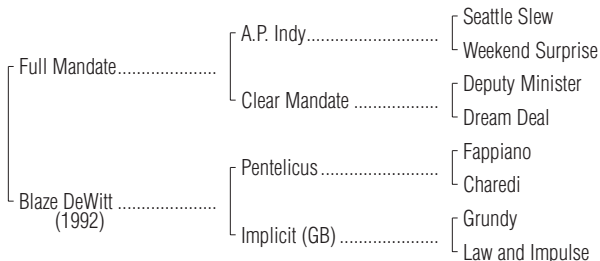 Seattle Slew
A.P. Indy........................
Weekend Surprise
Full Mandate.....................
Deputy Minister
Clear Mandate ..................
Dream Deal
Fappiano
Pentelicus .........................
Charedi
Blaze DeWitt .....................
(1992)
Grundy
Implicit (GB) .....................
Law and Impulse